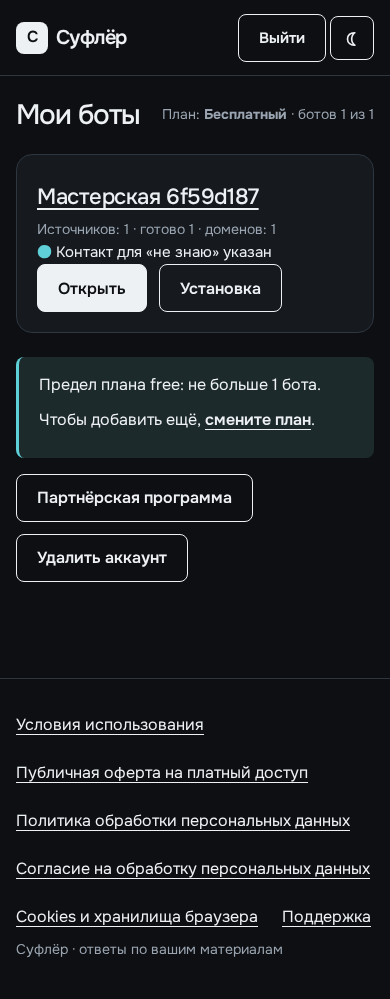 С Суфлёр Выйти
Мои боты План: Бесплатный · ботов 1 из 1
Мастерская 6f59d187
Источников: 1 · готово 1 · доменов: 1
Контакт для «не знаю» указан
Открыть Установка
Предел плана free: не больше 1 бота.
Чтобы добавить ещё, смените план.
Партнёрская программа
Удалить аккаунт
Условия использования
Публичная оферта на платный доступ
Политика обработки персональных данных
Согласие на обработку персональных данных
Cookies и хранилища браузера Поддержка
Суфлёр · ответы по вашим материалам